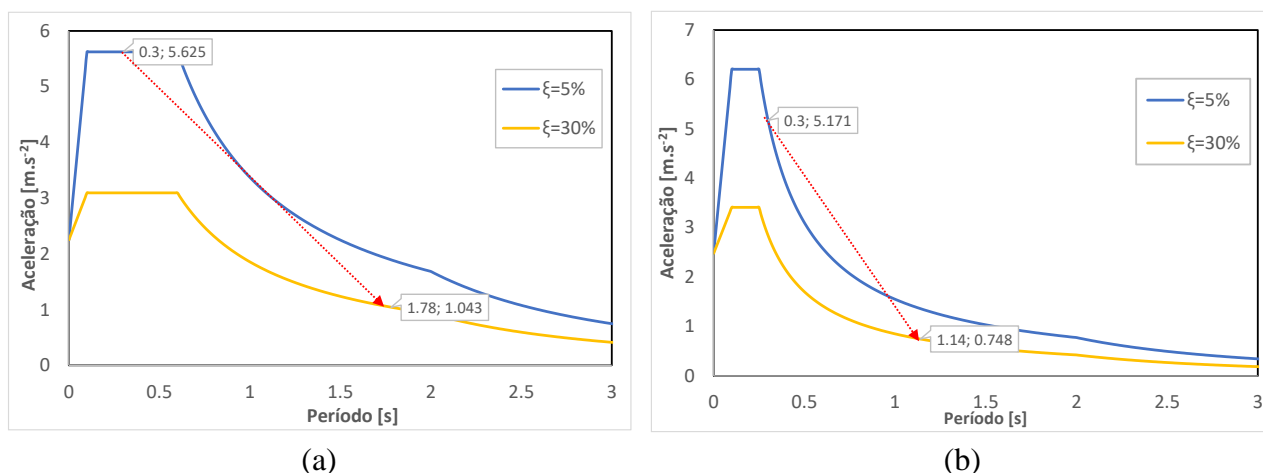 6
5
4
3
2
1
0
Aceleração [m.s-2]
0.3; 5.625
ξ=5%
ξ=30%
1.78; 1.043
0 0.5 1 1.5 2 2.5 3
Período [s]
(a)
7
6
5
4
3
2
1
0
Aceleração [m.s-2]
0.3; 5.171
ξ=5%
ξ=30%
1.14; 0.748
0 0.5 1 1.5 2 2.5 3
Período [s]
(b)